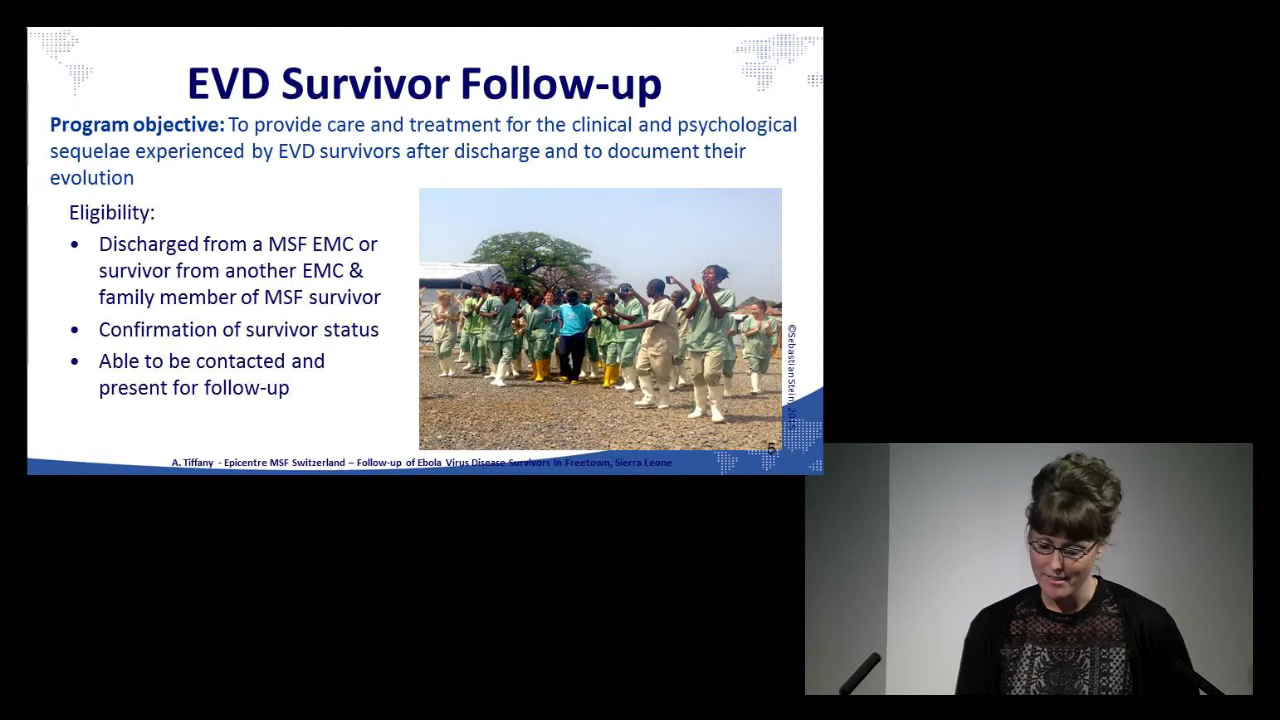 EVD Survivor Follow-up
Program objective: To provide care and treatment for the clinical and psychological
sequelae experienced by EVD survivors after discharge and to document their
evolution
Eligibility:
• Discharged from a MSF EMC or
survivor from another EMC &
family member of MSF survivor
• Confirmation of survivor status
• Able to be contacted and
present for follow-up
©Sebastian Stein,
5
A. Tiffany - Epicentre MSF Switzerland – Follow-up of Ebola Virus Disease Survivors in Freetown, Sierra Leone